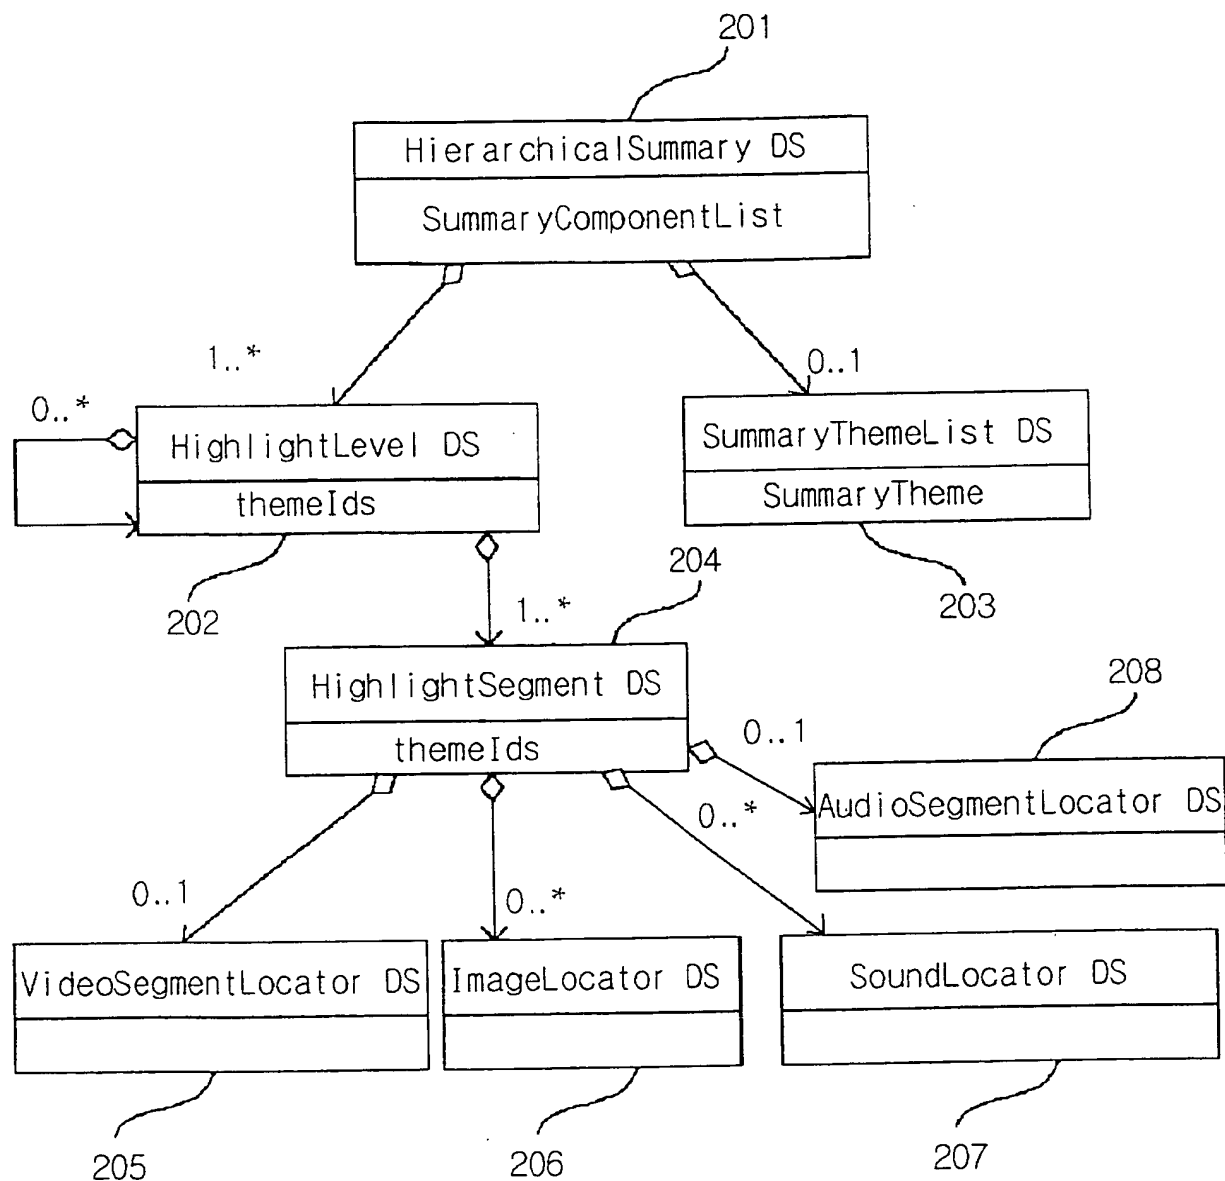 201
HierarchicalSummary DS
SummaryComponentList
1..*
0..1
0..*
HighlightLevel DS
themeIds
SummaryThemeList DS
SummaryTheme
202
203
204
1..*
HighlightSegment DS
themeIds
208
0..1
AudioSegmentLocator DS
0..*
0..1
0..*
VideoSegmentLocator DS
ImageLocator DS
SoundLocator DS
205
206
207